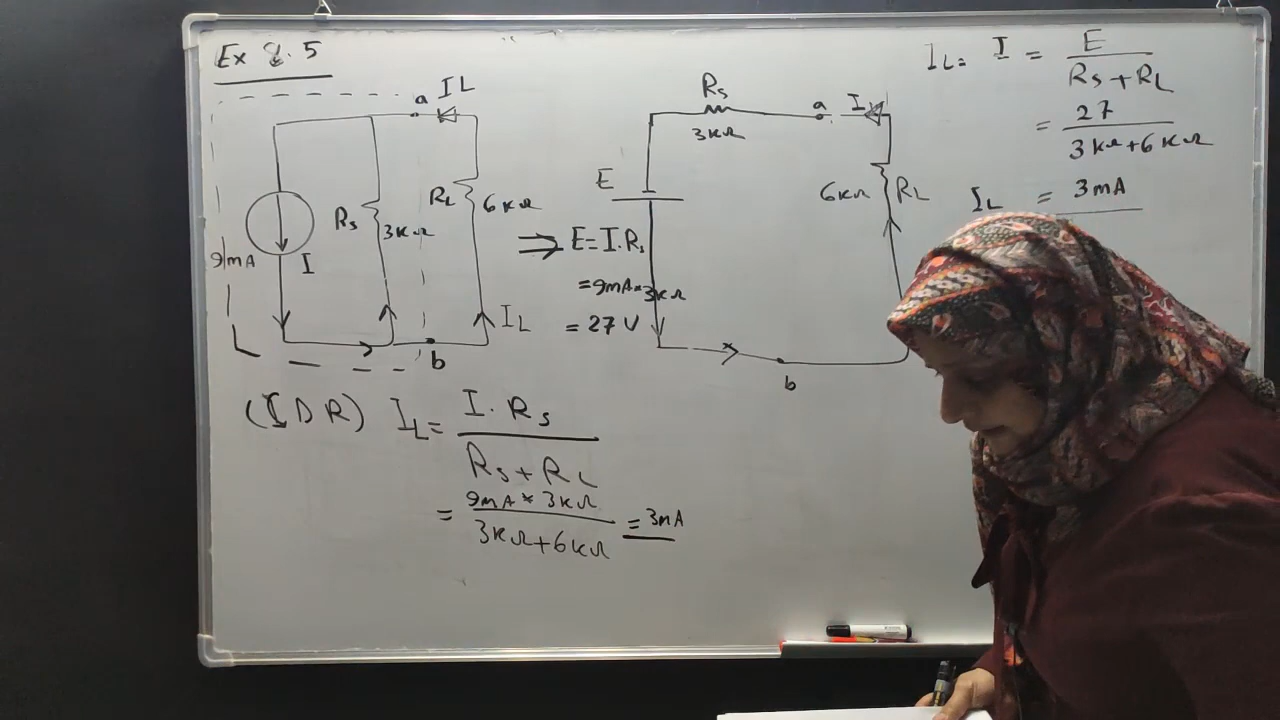 Ex 8.5
a IL
Rs 3KΩ
RL 6KΩ
9mA I
IL
b
⇒ E = I.Rs
= 9mA * 3KΩ
= 27 V
Rs
3KΩ
a I
E
6KΩ RL
b
IL = I = E / (Rs + RL)
= 27 / (3KΩ + 6KΩ)
IL = 3mA
(IDR) IL = I . Rs / (Rs + RL)
= 9mA * 3KΩ / (3KΩ + 6KΩ) = 3mA